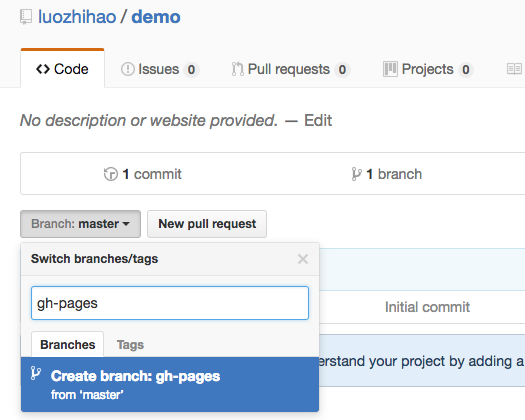 luozhihao / demo
Code Issues 0 Pull requests 0 Projects 0
No description or website provided. — Edit
1 commit 1 branch
Branch: master New pull request
Switch branches/tags
gh-pages
Initial commit
Branches Tags
erstand your project by adding a
Create branch: gh-pages
from 'master'